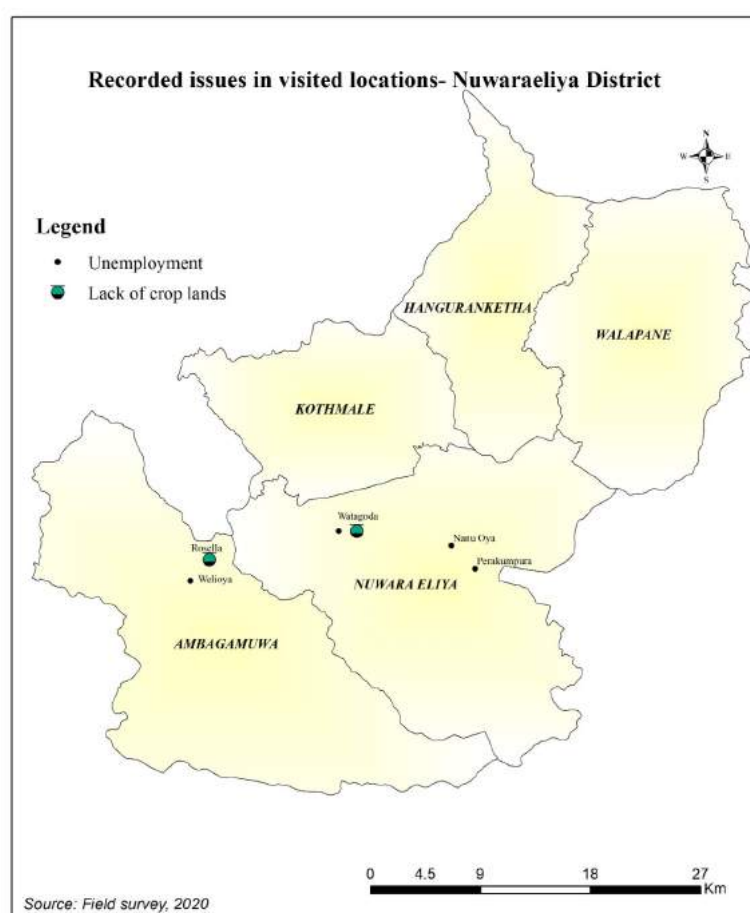 Recorded issues in visited locations- Nuwaraeliya District
N
W E
S
Legend
Unemployment
Lack of crop lands
HANGURANKETHA
WALAPANE
KOTHMALE
Watagoda
Nanu Oya
Rosella
Perakumpura
Welioya
NUWARA ELIYA
AMBAGAMUWA
0 4.5 9 18 27
Km
Source: Field survey, 2020